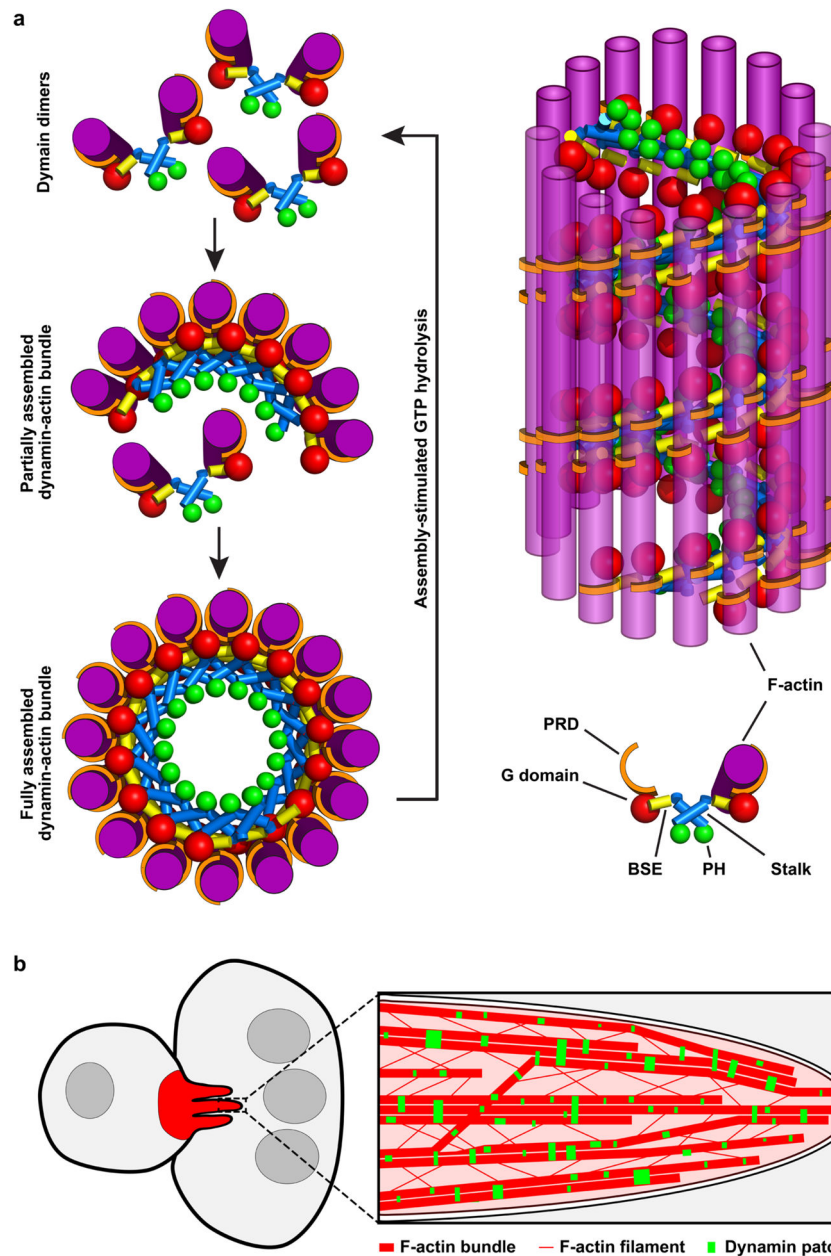 a
Dymain dimers
Partially assembled
dynamin-actin bundle
Fully assembled
dynamin-actin bundle
Assembly-stimulated GTP hydrolysis
F-actin
PRD
G domain
BSE
PH
Stalk
b
F-actin bundle
F-actin filament
Dynamin patc